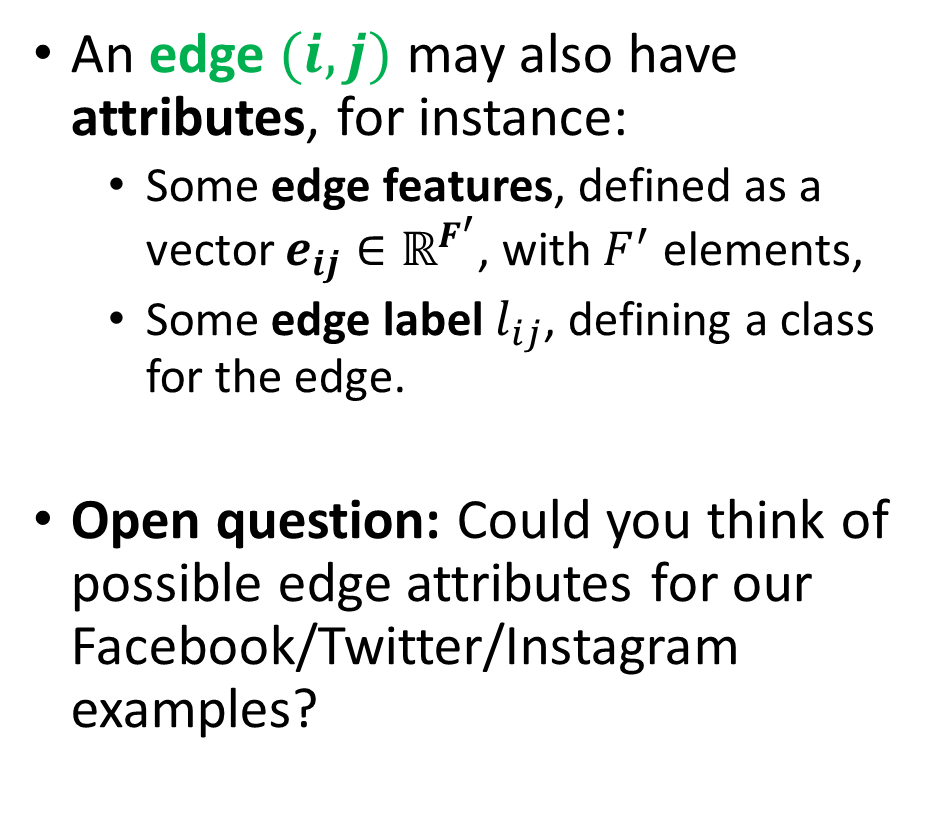 • An edge (i, j) may also have
attributes, for instance:
• Some edge features, defined as a
vector e_ij ∈ ℝ^F′, with F′ elements,
• Some edge label l_ij, defining a class
for the edge.
• Open question: Could you think of
possible edge attributes for our
Facebook/Twitter/Instagram
examples?